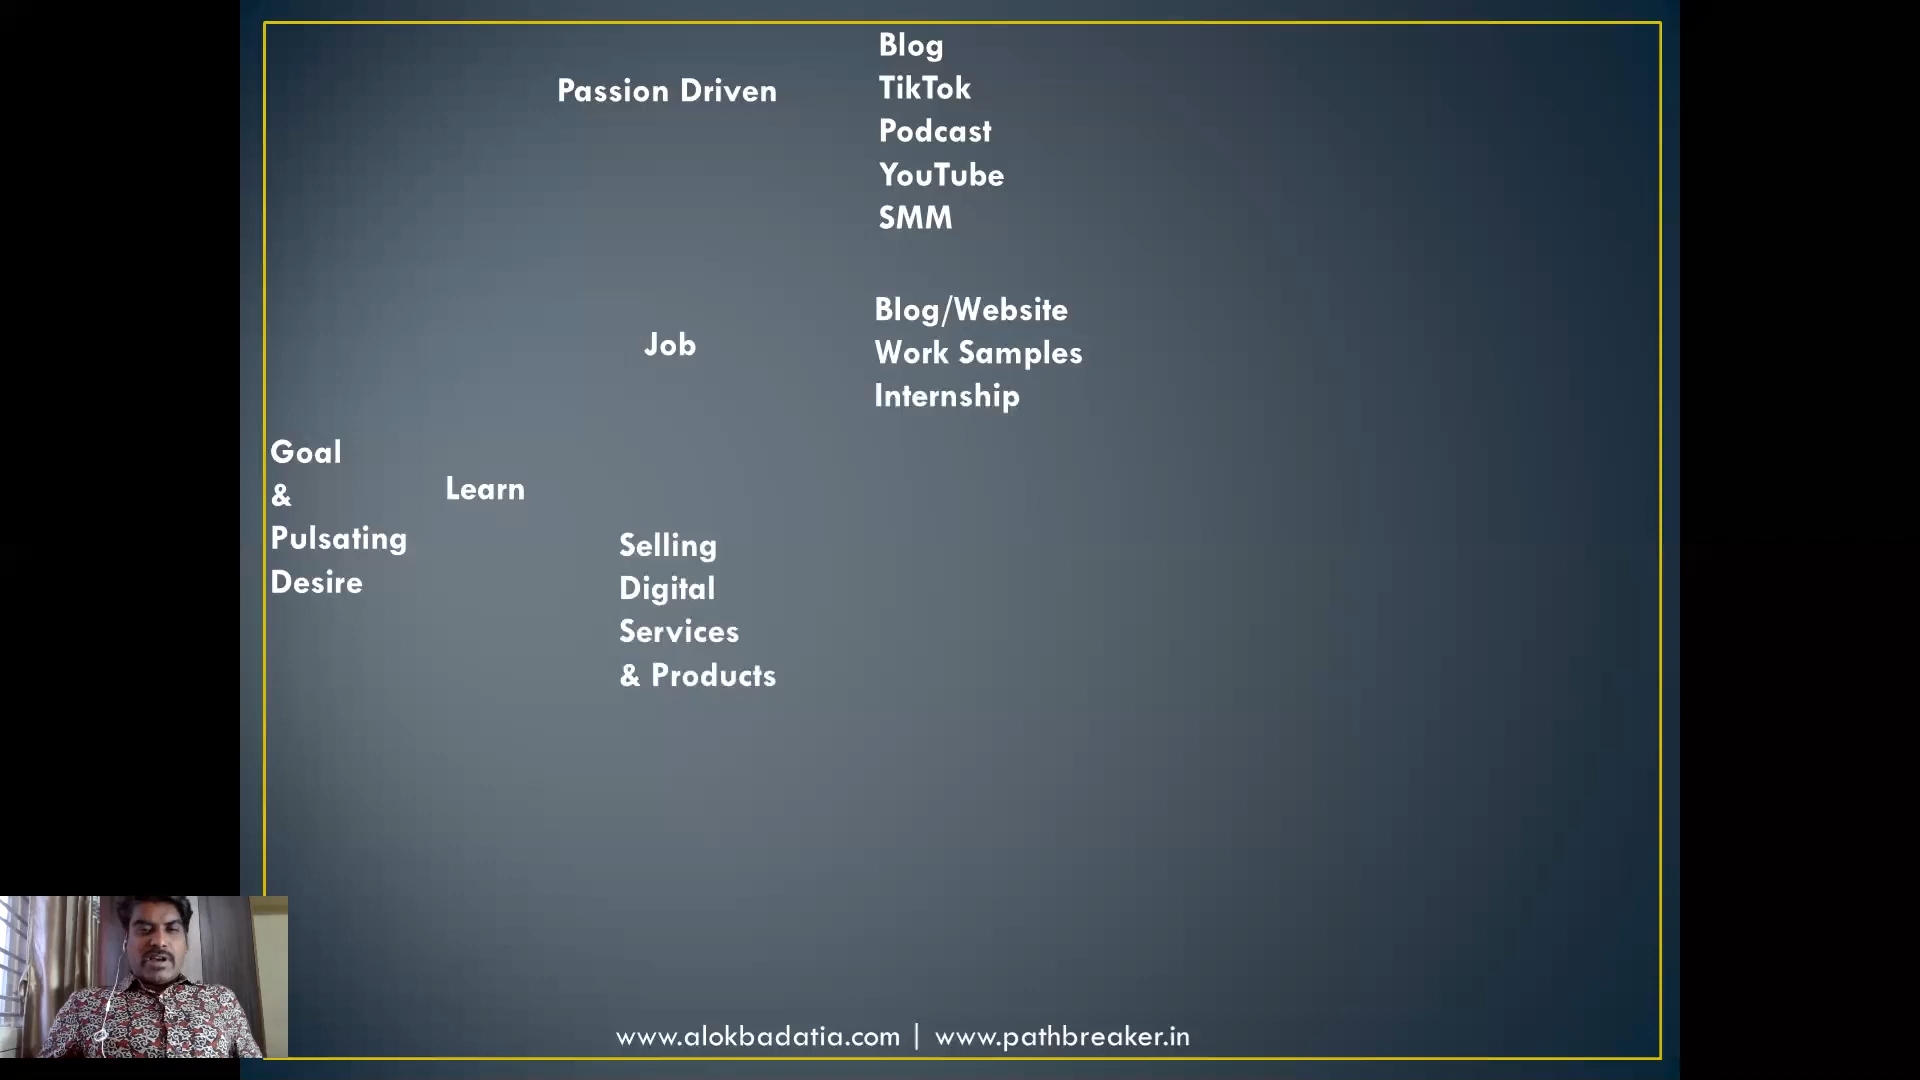 Passion Driven
Blog
TikTok
Podcast
YouTube
SMM
Job
Blog/Website
Work Samples
Internship
Goal
&
Pulsating
Desire
Learn
Selling
Digital
Services
& Products
www.alokbadatia.com | www.pathbreaker.in